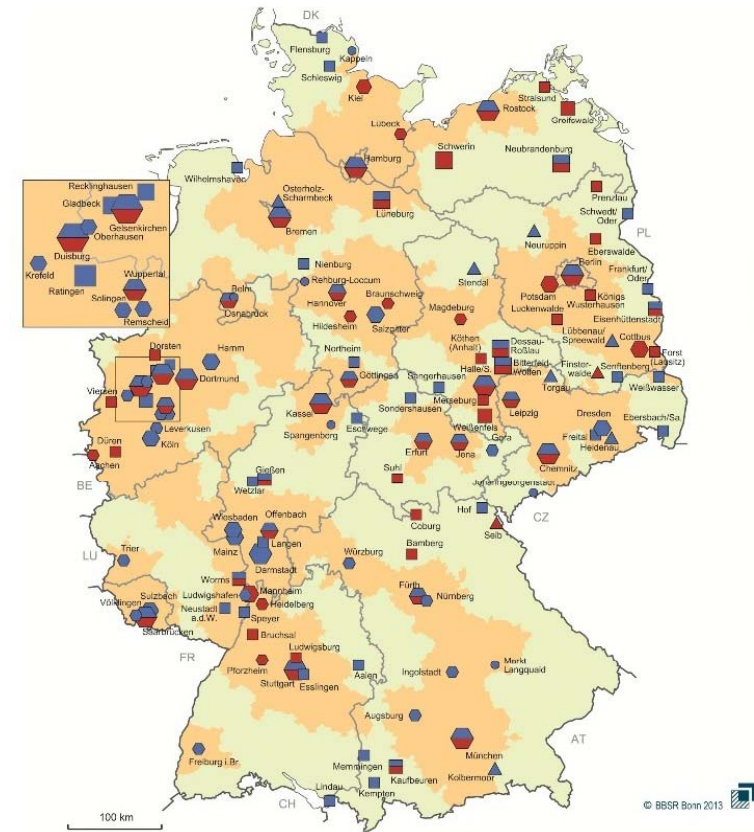 DK
Flensburg
Kappeln
Schleswig
Kiel
Stralsund
Rostock
Greifswald
Lübeck
Hamburg
Schwerin
Neubrandenburg
Wilhelmshaven
Osterholz-
Scharmbeck
Lüneburg
Bremen
Prenzlau
Schwedt/
Oder
PL
Recklinghausen
Gladbeck
Gelsenkirchen
Oberhausen
Duisburg
Krefeld
Wuppertal
Ratingen
Solingen
Remscheid
Neuruppin
Eberswalde
Berlin
Frankfurt/
Oder
Nienburg
Stendal
Rehburg-Loccum
Belm
Osnabrück
Hannover
Braunschweig
Magdeburg
Potsdam
Königs
Wusterhausen
Luckenwalde
Eisenhüttenstadt
Hildesheim
Salzgitter
Lübbenau/
Spreewald
Cottbus
Dorsten
Hamm
Northeim
Köthen
(Anhalt)
Dessau-
Roßlau
Bitterfeld-
Wolfen
Forst
(Lausitz)
Finster-
walde
Senftenberg
Dortmund
Göttingen
Sangerhausen
Halle/S.
Torgau
Weißwasser
Viersen
Kassel
Sondershausen
Merseburg
Leipzig
Leverkusen
Eschwege
Spangenberg
Weißenfels
Dresden
Ebersbach/Sa.
Köln
Gera
Freital
Heidenau
Düren
Aachen
Erfurt
Jena
Chemnitz
BE
Gießen
Wetzlar
Suhl
Johanngeorgenstadt
CZ
Wiesbaden
Offenbach
Hof
Coburg
Selb
LU
Mainz
Langen
Bamberg
Trier
Darmstadt
Würzburg
Worms
Fürth
Sulzbach
Ludwigshafen
Mannheim
Nürnberg
Völklingen
Neustadt
a.d.W.
Heidelberg
Speyer
Saarbrücken
Bruchsal
FR
Ludwigsburg
Markt
Langquaid
Pforzheim
Aalen
Ingolstadt
Stuttgart
Esslingen
Augsburg
AT
München
Freiburg i.Br.
Memmingen
Kolbermoor
Kaufbeuren
Kempten
Lindau
CH
100 km
© BBSR Bonn 2013